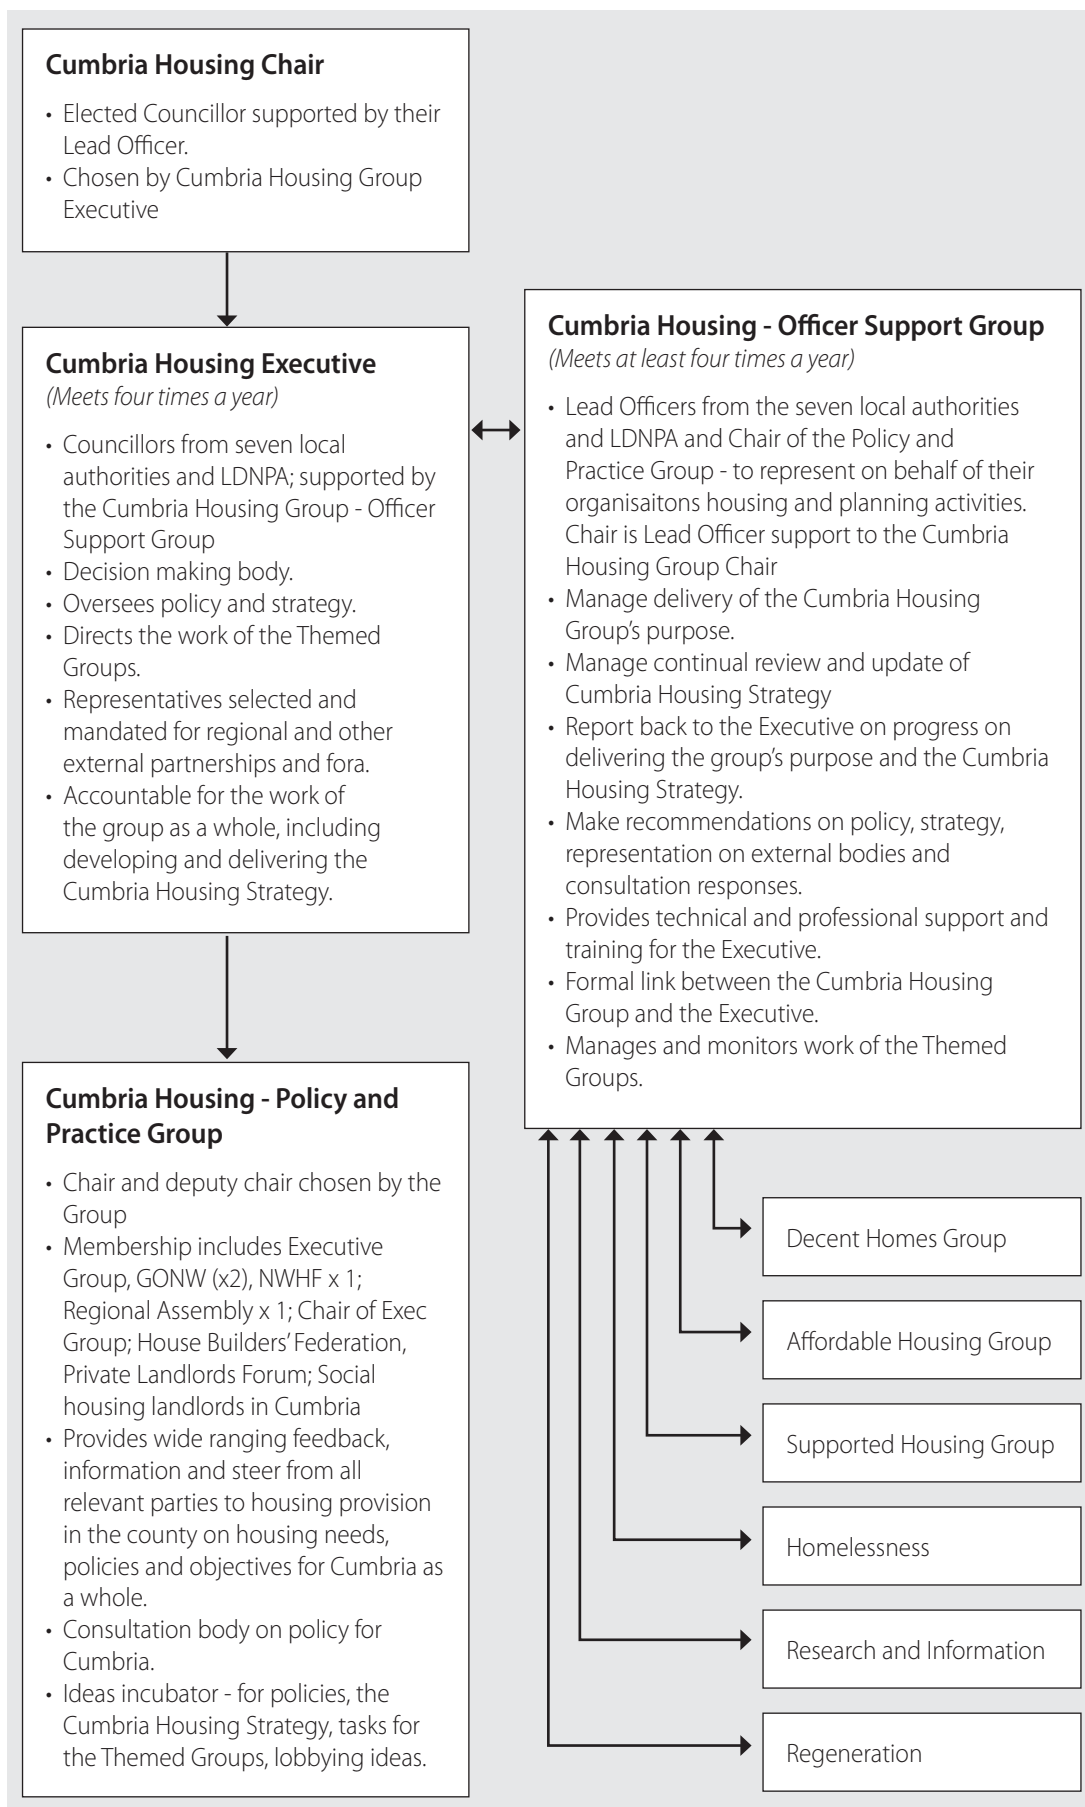 Cumbria Housing Chair
• Elected Councillor supported by their
Lead Officer.
• Chosen by Cumbria Housing Group
Executive
Cumbria Housing Executive
(Meets four times a year)
• Councillors from seven local
authorities and LDNPA; supported by
the Cumbria Housing Group - Officer
Support Group
• Decision making body.
• Oversees policy and strategy.
• Directs the work of the Themed
Groups.
• Representatives selected and
mandated for regional and other
external partnerships and fora.
• Accountable for the work of
the group as a whole, including
developing and delivering the
Cumbria Housing Strategy.
Cumbria Housing - Policy and
Practice Group
• Chair and deputy chair chosen by the
Group
• Membership includes Executive
Group, GONW (x2), NWHF x 1;
Regional Assembly x 1; Chair of Exec
Group; House Builders' Federation,
Private Landlords Forum; Social
housing landlords in Cumbria
• Provides wide ranging feedback,
information and steer from all
relevant parties to housing provision
in the county on housing needs,
policies and objectives for Cumbria as
a whole.
• Consultation body on policy for
Cumbria.
• Ideas incubator - for policies, the
Cumbria Housing Strategy, tasks for
the Themed Groups, lobbying ideas.
Cumbria Housing - Officer Support Group
(Meets at least four times a year)
• Lead Officers from the seven local authorities
and LDNPA and Chair of the Policy and
Practice Group - to represent on behalf of their
organisaitons housing and planning activities.
Chair is Lead Officer support to the Cumbria
Housing Group Chair
• Manage delivery of the Cumbria Housing
Group's purpose.
• Manage continual review and update of
Cumbria Housing Strategy
• Report back to the Executive on progress on
delivering the group's purpose and the Cumbria
Housing Strategy.
• Make recommendations on policy, strategy,
representation on external bodies and
consultation responses.
• Provides technical and professional support and
training for the Executive.
• Formal link between the Cumbria Housing
Group and the Executive.
• Manages and monitors work of the Themed
Groups.
Decent Homes Group
Affordable Housing Group
Supported Housing Group
Homelessness
Research and Information
Regeneration